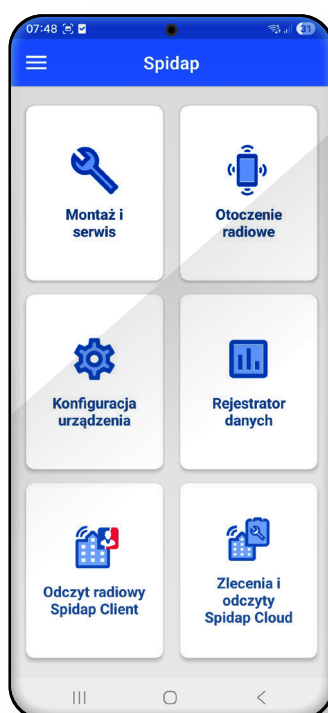 07:48
31
Spidap
Montaż i
serwis
Otoczenie
radiowe
Konfiguracja
urządzenia
Rejestrator
danych
Odczyt radiowy
Spidap Client
Zlecenia i
odczyty
Spidap Cloud